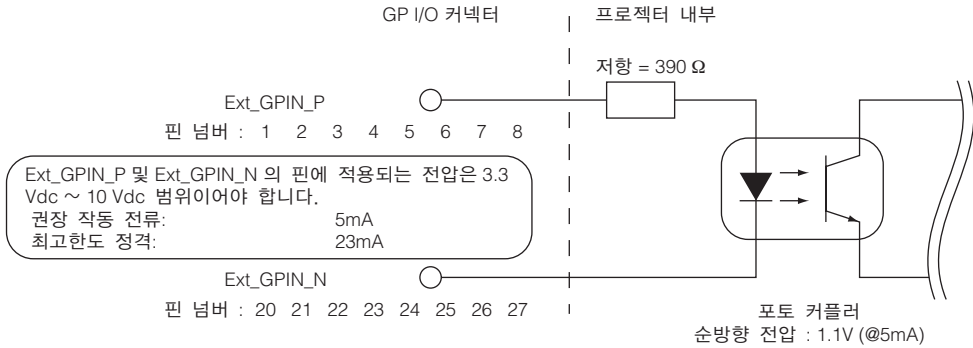 GP I/O 커넥터
프로젝터 내부
저항 = 390 Ω
Ext_GPIN_P
핀 넘버 : 1 2 3 4 5 6 7 8
Ext_GPIN_P 및 Ext_GPIN_N 의 핀에 적용되는 전압은 3.3
Vdc ~ 10 Vdc 범위이어야 합니다.
권장 작동 전류: 5mA
최고한도 정격: 23mA
Ext_GPIN_N
핀 넘버 : 20 21 22 23 24 25 26 27
포토 커플러
순방향 전압 : 1.1V (@5mA)